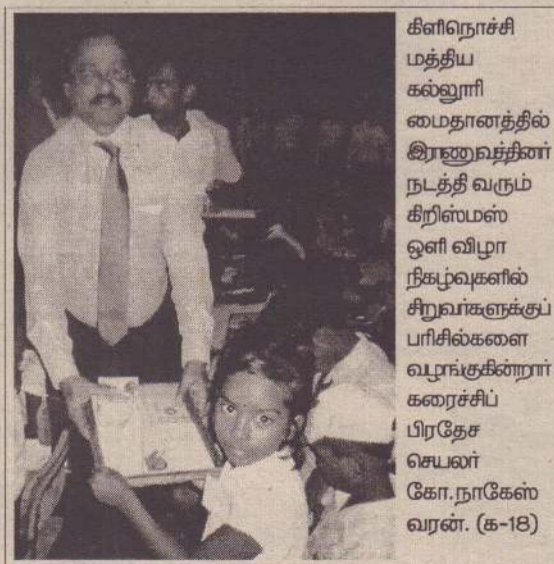 கிளிநொச்சி
மத்திய
கல்லூரி
மைதானத்தில்
இராணுவத்தினர்
நடத்தி வரும்
கிறிஸ்மஸ்
ஒளி விழா
நிகழ்வுகளில்
சிறுவர்களுக்குப்
பரிசில்களை
வழங்குகின்றார்
கரைச்சிப்
பிரதேச
செயலர்
கோ.நாகேஸ்
வரன். (க-18)